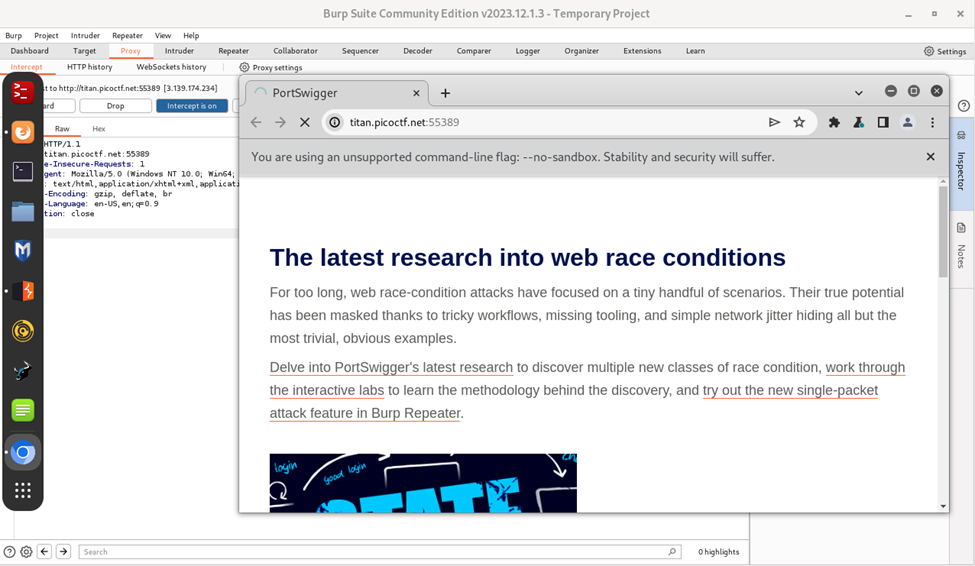 Burp Suite Community Edition v2023.12.1.3 - Temporary Project
Burp Project Intruder Repeater View Help
Dashboard Target Proxy Intruder Repeater Collaborator Sequencer Decoder Comparer Logger Organizer Extensions Learn Settings
Intercept HTTP history WebSockets history Proxy settings
st to http://titan.picoctf.net:55389 [3.139.174.234]
ard Drop Intercept is on
Raw Hex
HTTP/1.1
titan.picoctf.net:55389
e-Insecure-Requests: 1
gent: Mozilla/5.0 (Windows NT 10.0; Win64;
: text/html,application/xhtml+xml,applicati
-Encoding: gzip, deflate, br
-Language: en-US,en;q=0.9
tion: close
PortSwigger
titan.picoctf.net:55389
You are using an unsupported command-line flag: --no-sandbox. Stability and security will suffer.
The latest research into web race conditions
For too long, web race-condition attacks have focused on a tiny handful of scenarios. Their true potential
has been masked thanks to tricky workflows, missing tooling, and simple network jitter hiding all but the
most trivial, obvious examples.
Delve into PortSwigger's latest research to discover multiple new classes of race condition, work through
the interactive labs to learn the methodology behind the discovery, and try out the new single-packet
attack feature in Burp Repeater.
login
good login
STATE
Inspector
Notes
Search
0 highlights